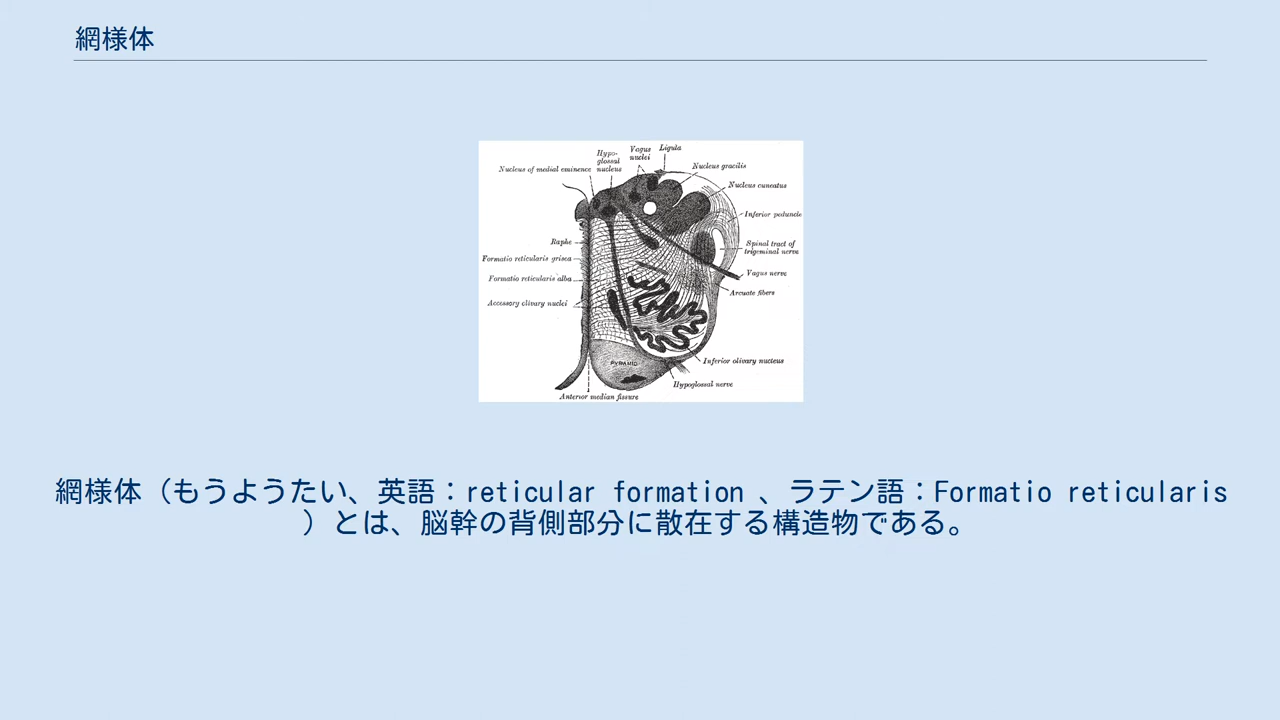 網様体
Hypo-
glossal
nucleus
Vagus
nuclei
Ligula
Nucleus of medial eminence
Nucleus gracilis
Nucleus cuneatus
Inferior peduncle
Raphe
Spinal tract of
trigeminal nerve
Formatio reticularis grisea
Vagus nerve
Formatio reticularis alba
Arcuate fibers
Accessory olivary nuclei
Inferior olivary nucleus
PYRAMID
Hypoglossal nerve
Anterior median fissure
網様体（もうようたい、英語：reticular formation 、ラテン語：Formatio reticularis
）とは、脳幹の背側部分に散在する構造物である。